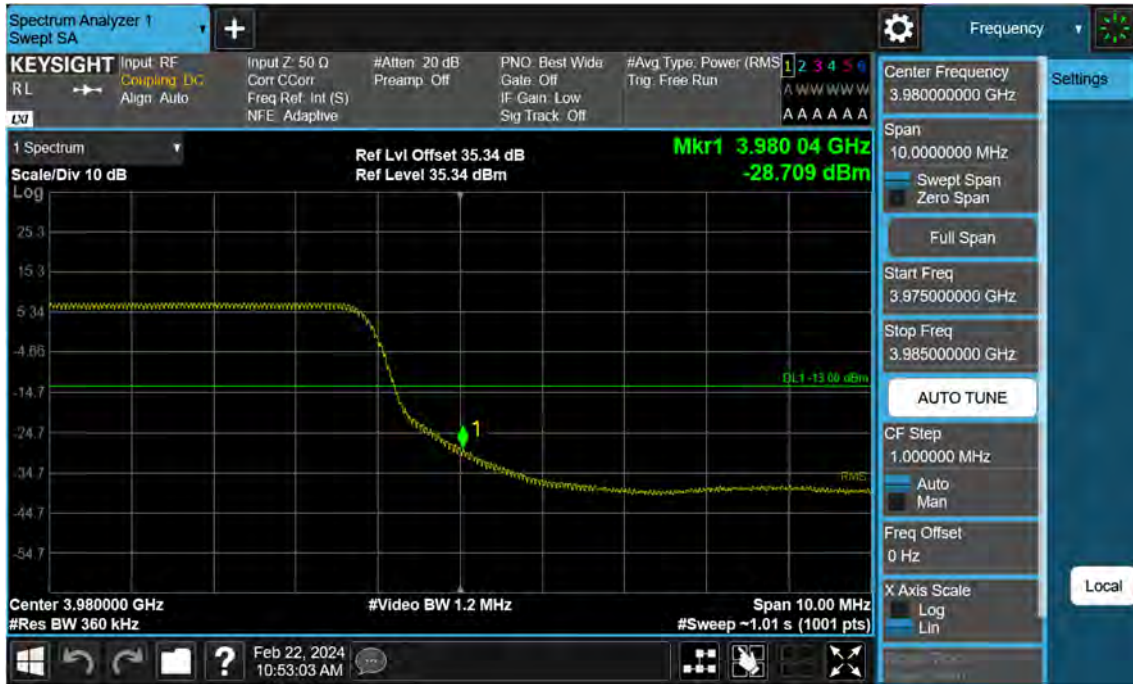 Spectrum Analyzer 1
Swept SA
+
Frequency
KEYSIGHT
RL
LXI
Input: RF
Coupling: DC
Align: Auto
Input Z: 50 Ω
Corr CCorr
Freq Ref: Int (S)
NFE: Adaptive
#Atten: 20 dB
Preamp: Off
PNO: Best Wide
Gate: Off
IF Gain: Low
Sig Track: Off
#Avg Type: Power (RMS
Trig: Free Run
1 2 3 4 5 6
A W W W W W
A A A A A A
Center Frequency
3.980000000 GHz
Settings
Span
10.0000000 MHz
Swept Span
Zero Span
Full Span
Start Freq
3.975000000 GHz
Stop Freq
3.985000000 GHz
AUTO TUNE
CF Step
1.000000 MHz
Auto
Man
Freq Offset
0 Hz
X Axis Scale
Log
Lin
Local
1 Spectrum
Scale/Div 10 dB
Ref Lvl Offset 35.34 dB
Ref Level 35.34 dBm
Mkr1 3.980 04 GHz
-28.709 dBm
Log
25.3
15.3
5.34
-4.66
-14.7
-24.7
-34.7
-44.7
-54.7
DL1 -13.00 dBm
1
RMS
Center 3.980000 GHz
#Res BW 360 kHz
#Video BW 1.2 MHz
Span 10.00 MHz
#Sweep ~1.01 s (1001 pts)
?
Feb 22, 2024
10:53:03 AM